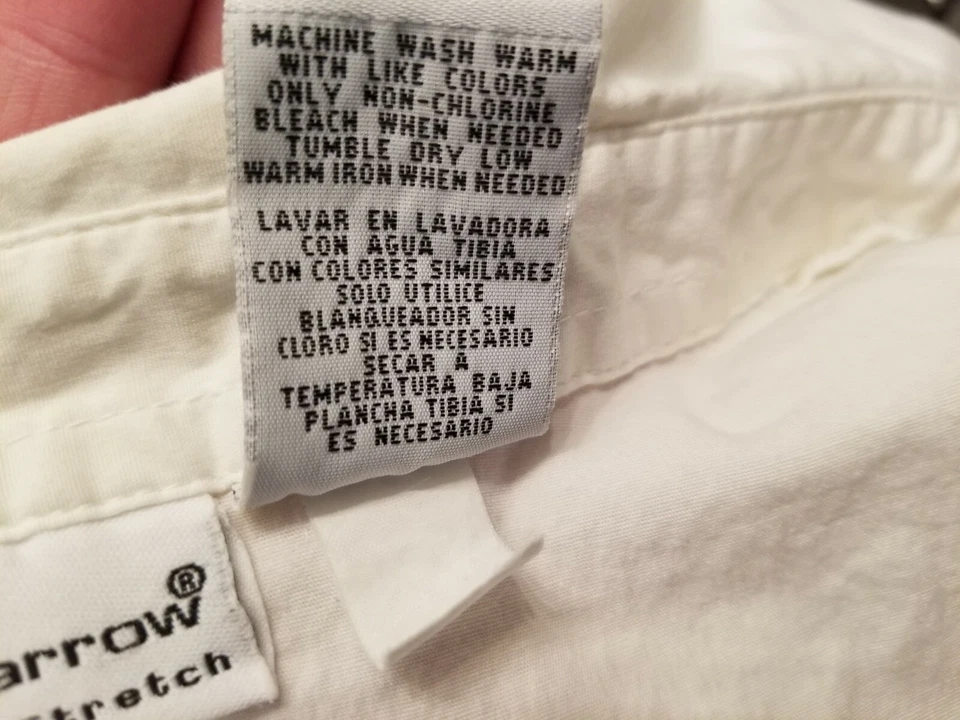 MACHINE WASH WARM
WITH LIKE COLORS
ONLY NON-CHLORINE
BLEACH WHEN NEEDED
TUMBLE DRY LOW
WARM IRON WHEN NEEDED
LAVAR EN LAVADORA
CON AGUA TIBIA
CON COLORES SIMILARES
SOLO UTILICE
BLANQUEADOR SIN
CLORO SI ES NECESARIO
SECAR A
TEMPERATURA BAJA
PLANCHA TIBIA SI
ES NECESARIO
arrow®
stretch